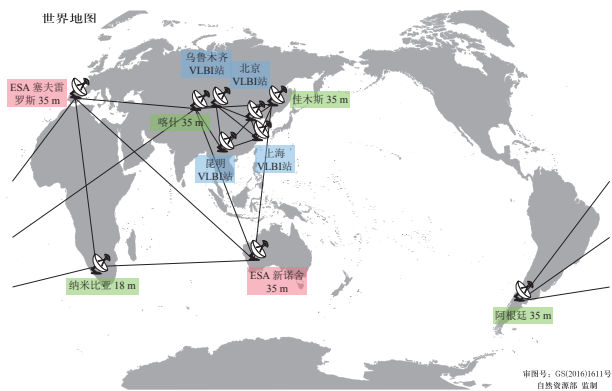 世界地图
乌鲁木齐
VLBI站
北京
VLBI站
ESA 塞夫雷
罗斯 35 m
喀什 35 m
佳木斯 35 m
昆明
VLBI站
上海
VLBI站
纳米比亚 18 m
ESA 新诺舍
35 m
阿根廷 35 m
审图号：GS(2016)1611号
自然资源部 监制